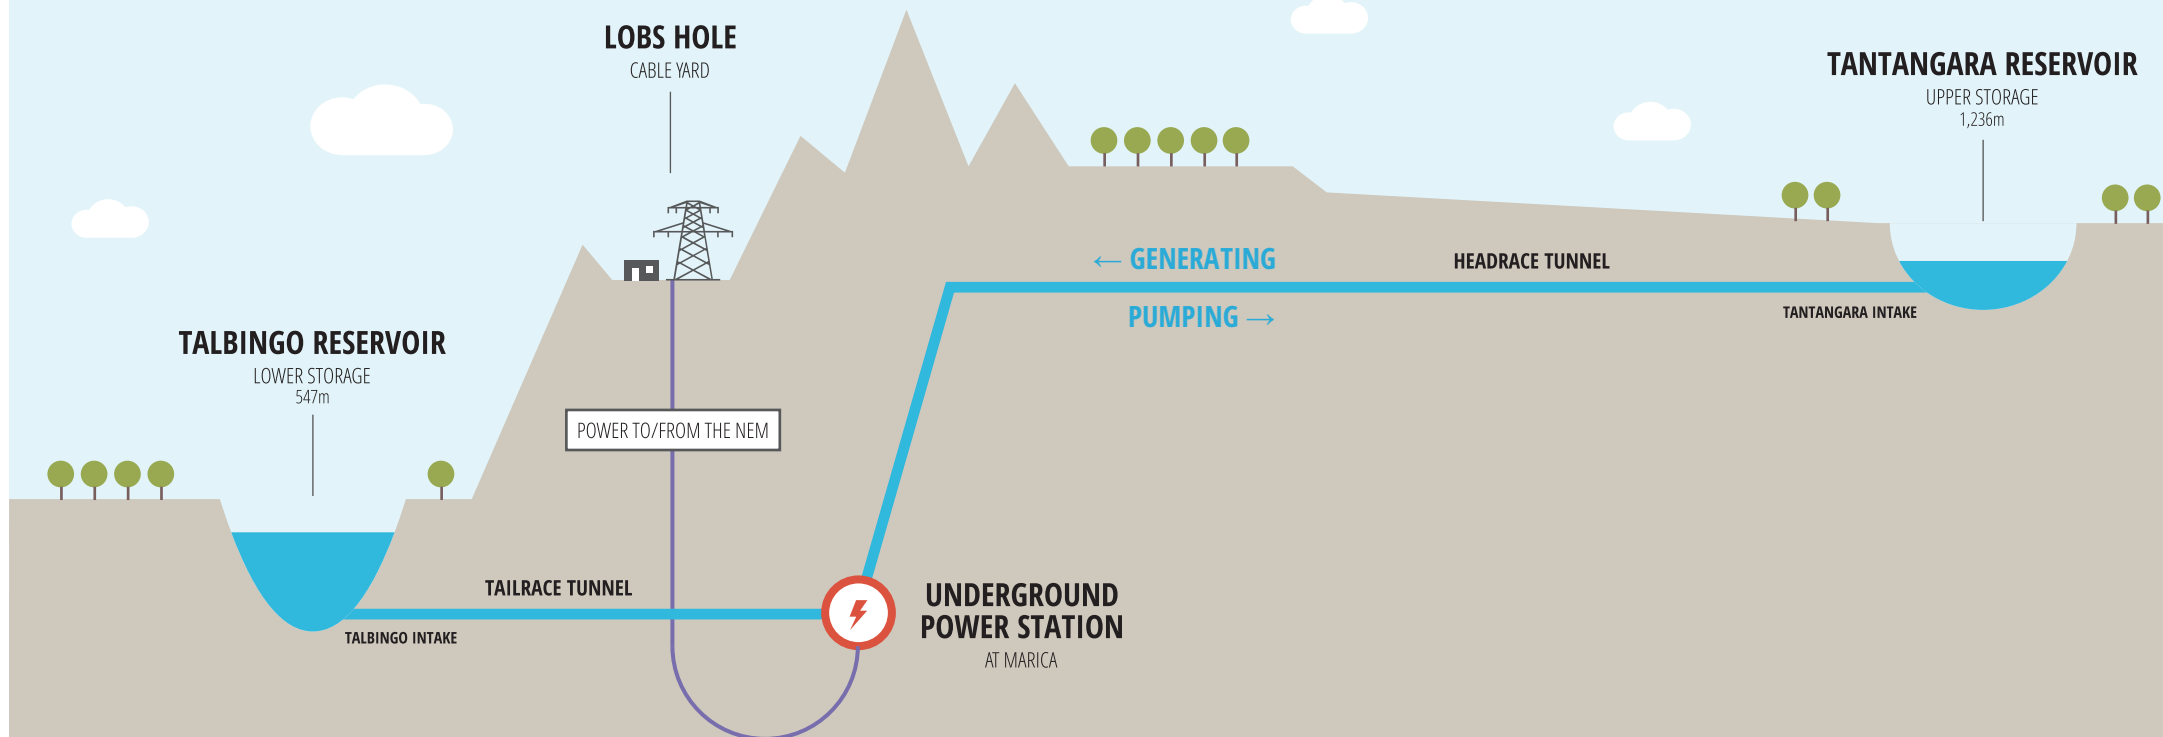 LOBS HOLE
CABLE YARD
TANTANGARA RESERVOIR
UPPER STORAGE
1,236m
← GENERATING
HEADRACE TUNNEL
PUMPING →
TANTANGARA INTAKE
TALBINGO RESERVOIR
LOWER STORAGE
547m
POWER TO/FROM THE NEM
TAILRACE TUNNEL
TALBINGO INTAKE
UNDERGROUND
POWER STATION
AT MARICA